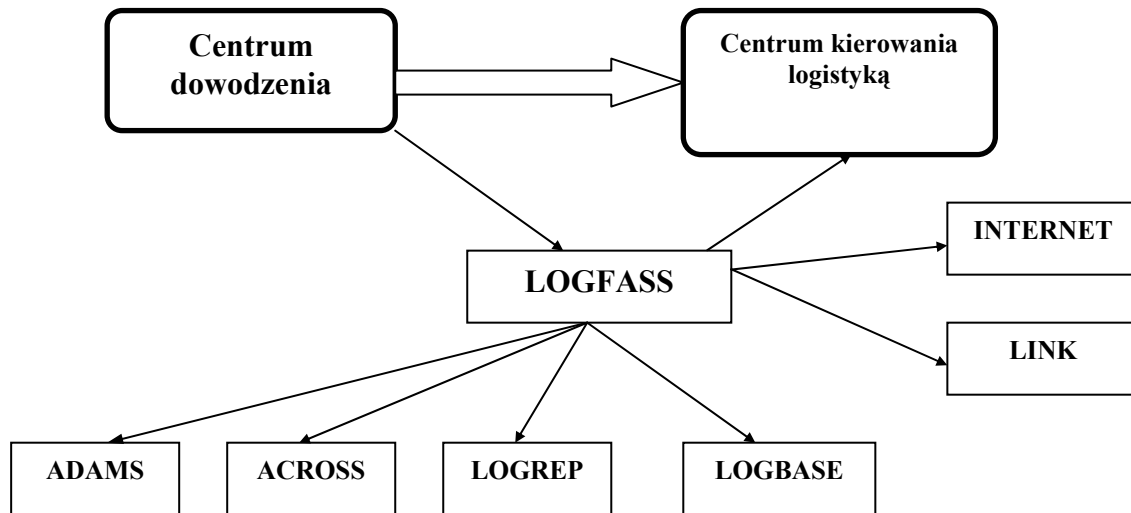 Centrum
dowodzenia
Centrum kierowania
logistyką
INTERNET
LOGFASS
LINK
ADAMS
ACROSS
LOGREP
LOGBASE